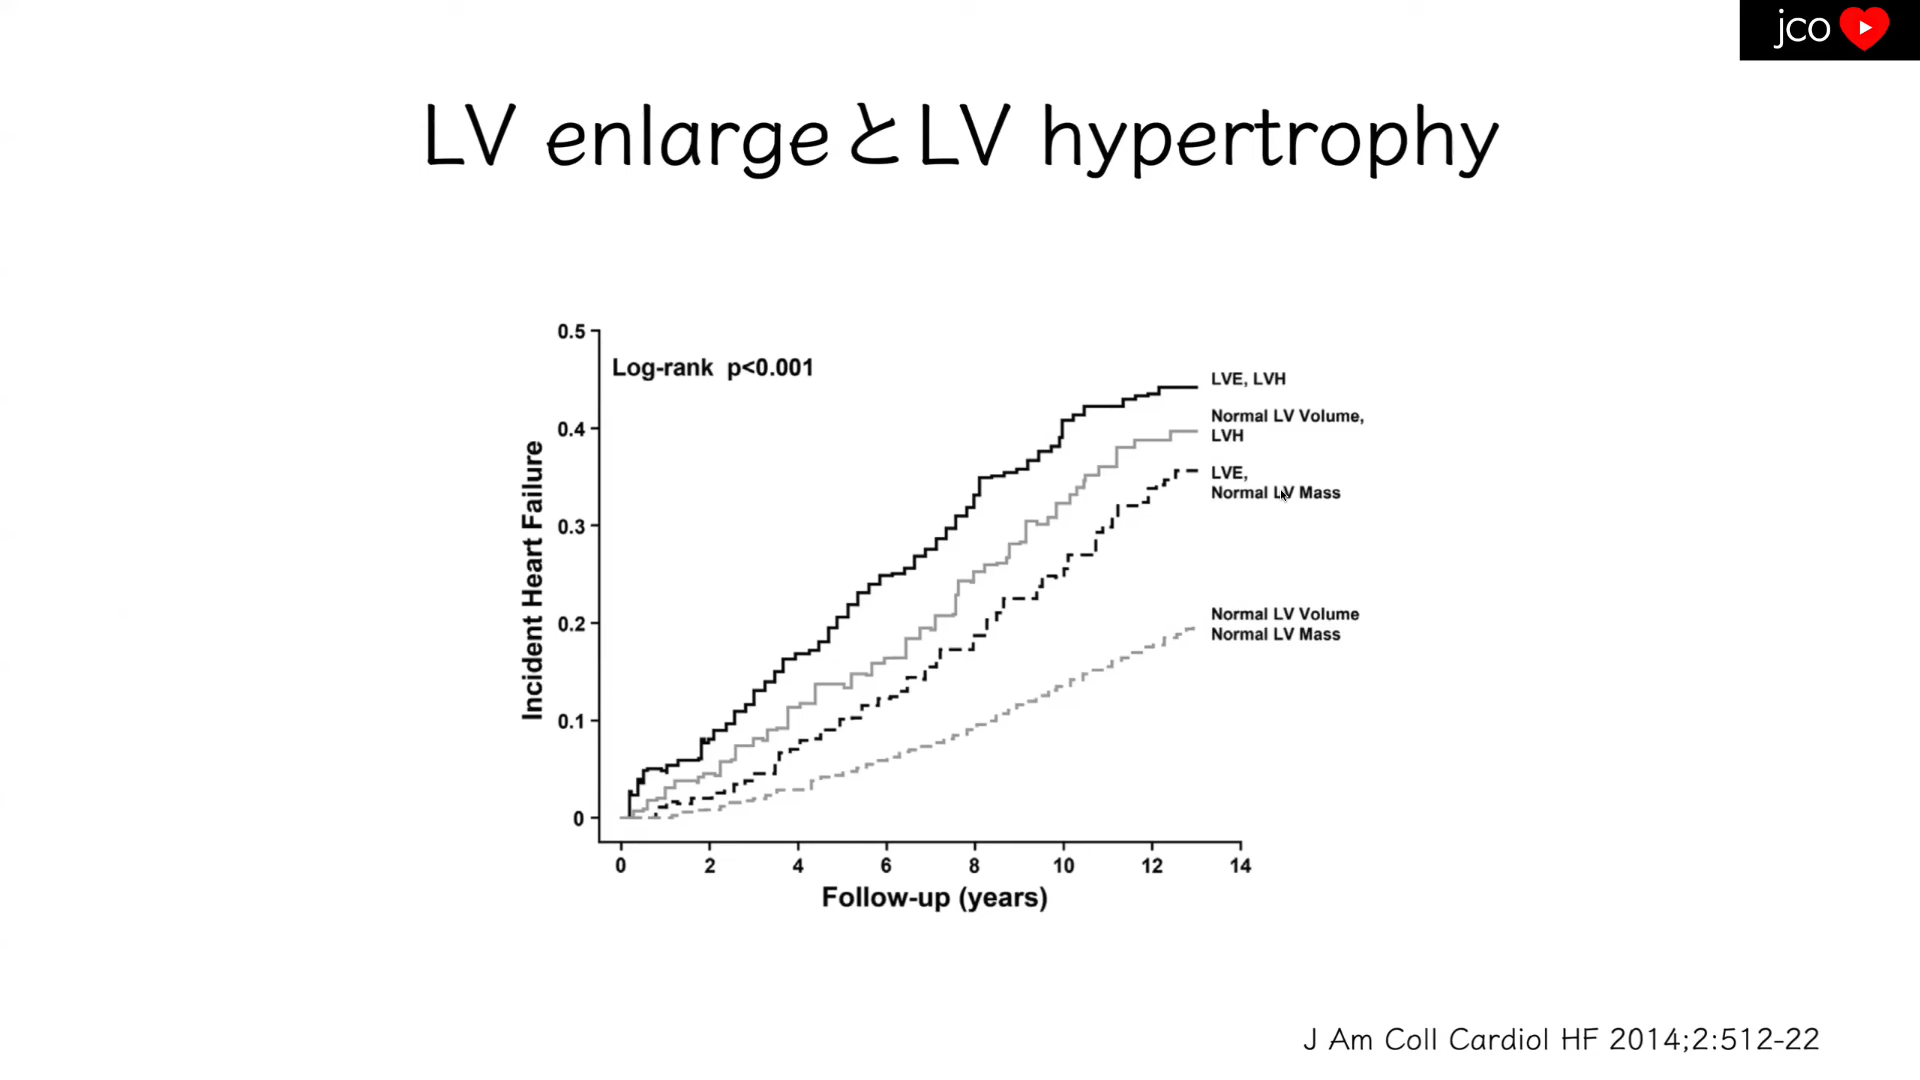 jco
LV enlargeとLV hypertrophy
0.5
Log-rank p<0.001
LVE, LVH
Normal LV Volume,
LVH
0.4
LVE,
Normal LV Mass
0.3
Normal LV Volume
Normal LV Mass
0.2
0.1
0
Incident Heart Failure
0 2 4 6 8 10 12 14
Follow-up (years)
J Am Coll Cardiol HF 2014;2:512-22